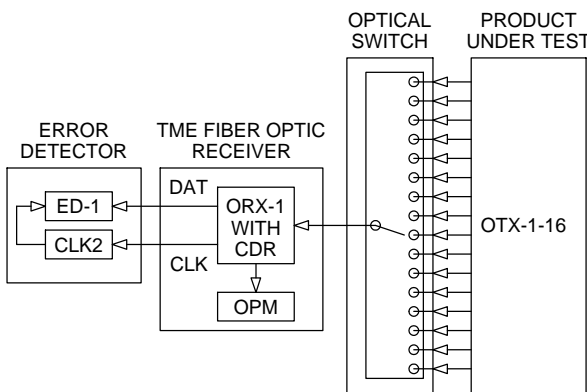 OPTICAL
SWITCH
PRODUCT
UNDER TEST
ERROR
DETECTOR
TME FIBER OPTIC
RECEIVER
DAT
ED-1
CLK2
CLK
ORX-1
WITH
CDR
OPM
OTX-1-16